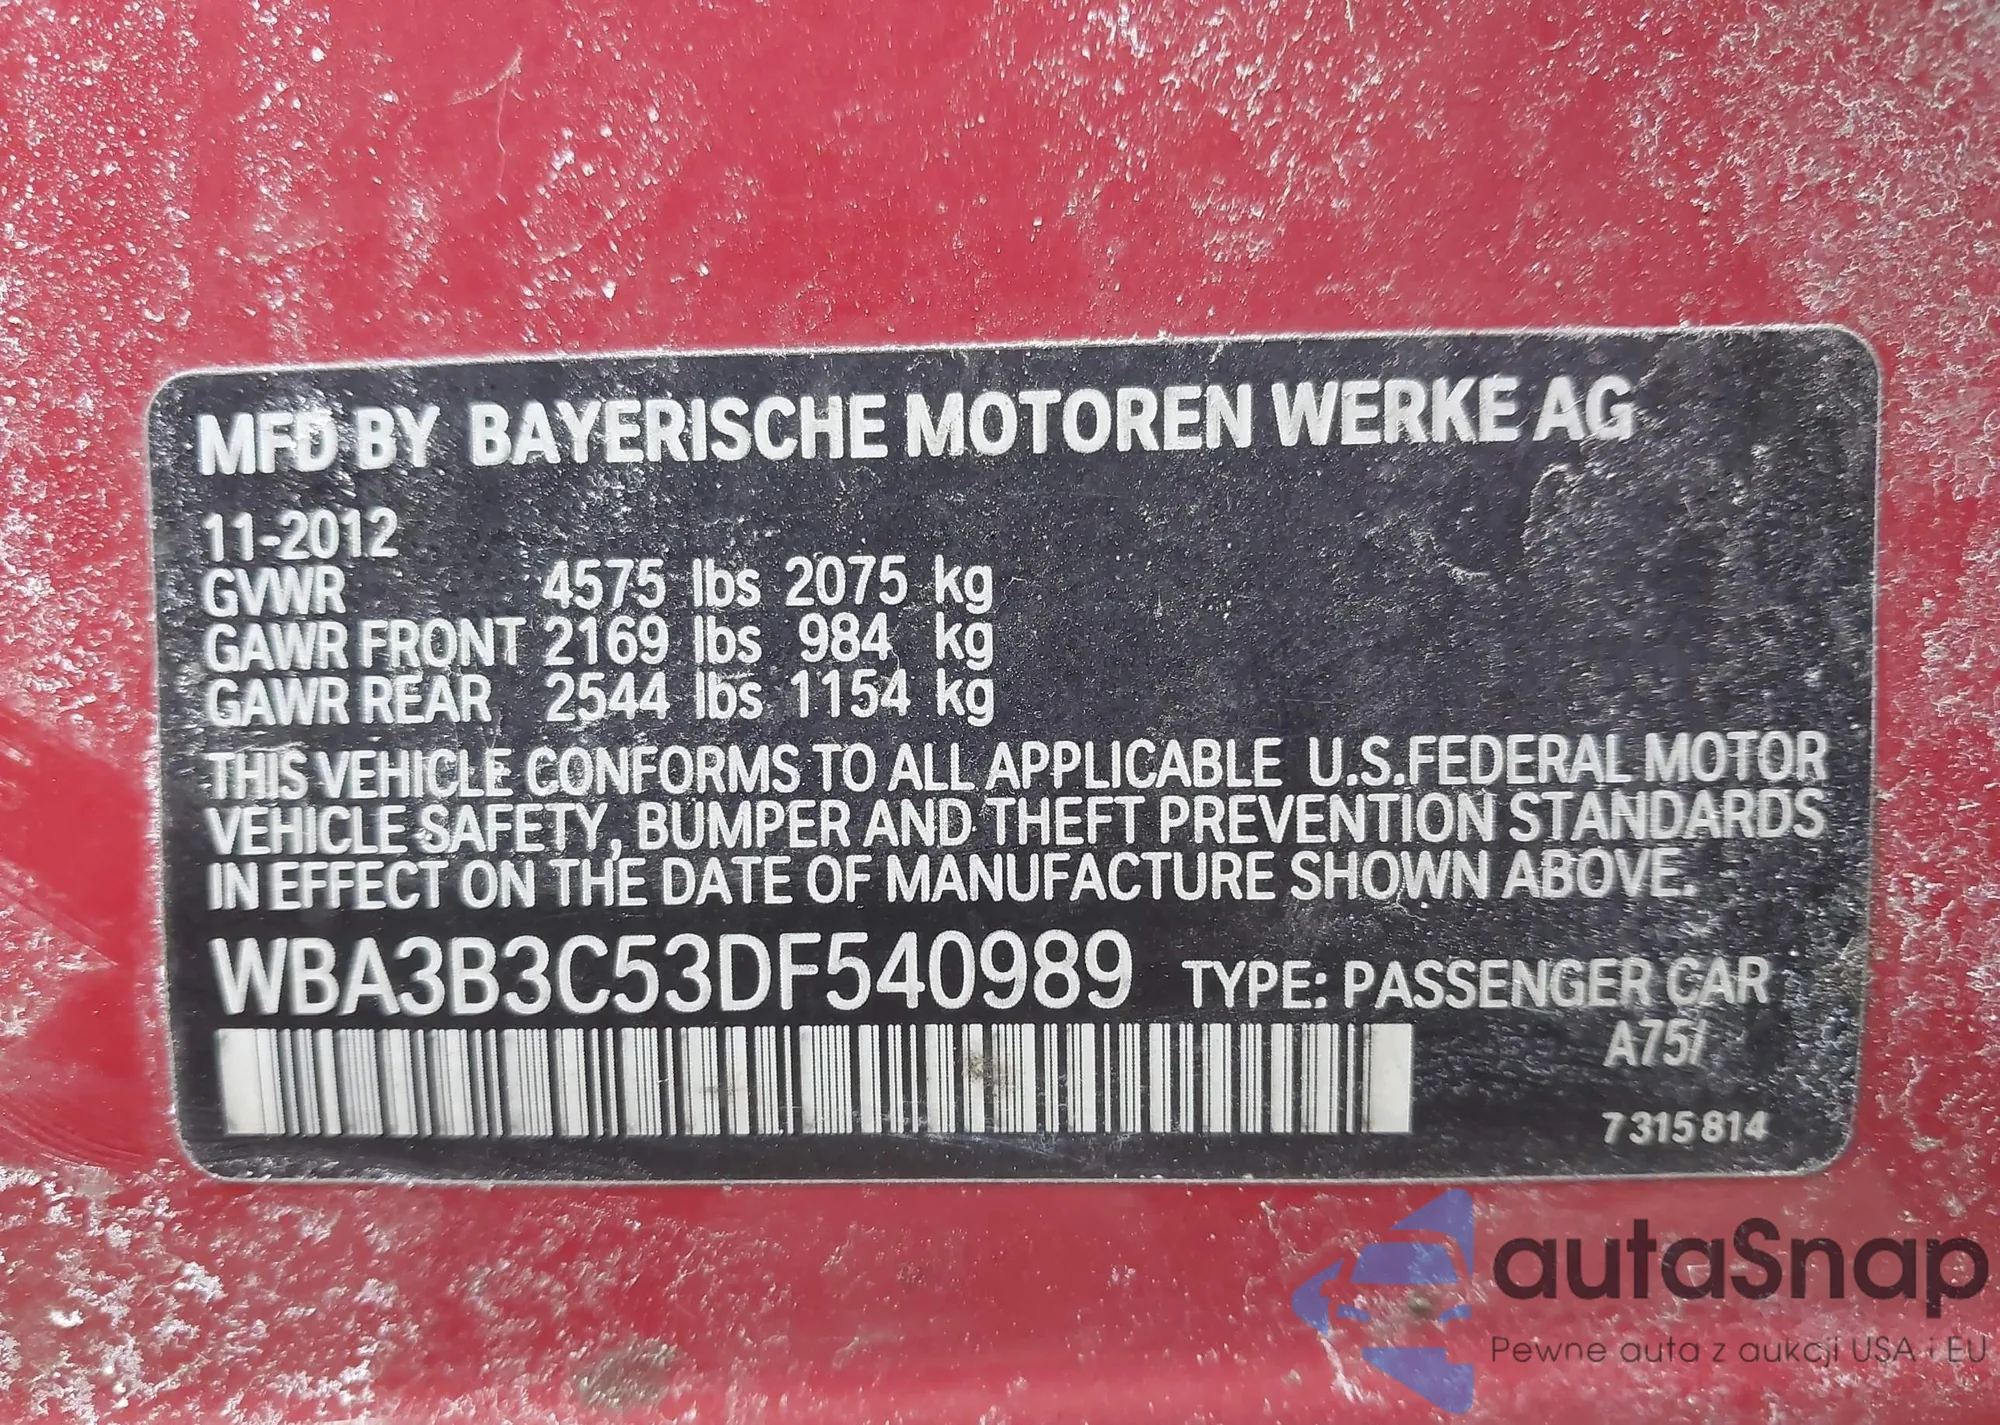 MFD BY BAYERISCHE MOTOREN WERKE AG
11-2012
GVWR 4575 lbs 2075 kg
GAWR FRONT 2169 lbs 984 kg
GAWR REAR 2544 lbs 1154 kg
THIS VEHICLE CONFORMS TO ALL APPLICABLE U.S.FEDERAL MOTOR
VEHICLE SAFETY, BUMPER AND THEFT PREVENTION STANDARDS
IN EFFECT ON THE DATE OF MANUFACTURE SHOWN ABOVE.
WBA3B3C53DF540989 TYPE: PASSENGER CAR
A75/
7 315 814
autaSnap
Pewne auta z aukcji USA i EU